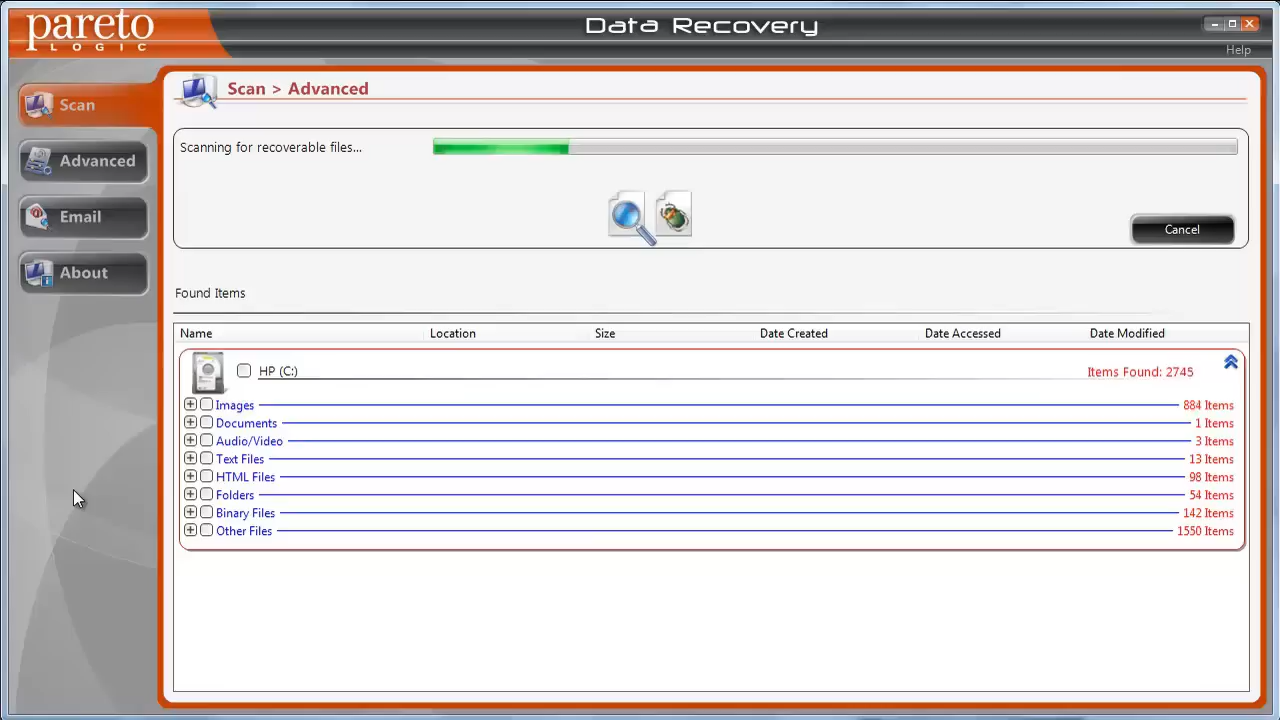 pareto
LOGIC
Data Recovery
Help
Scan
Advanced
Email
About
Scan > Advanced
Scanning for recoverable files...
Cancel
Found Items
Name Location Size Date Created Date Accessed Date Modified
HP (C:) Items Found: 2745
Images 884 Items
Documents 1 Items
Audio/Video 3 Items
Text Files 13 Items
HTML Files 98 Items
Folders 54 Items
Binary Files 142 Items
Other Files 1550 Items